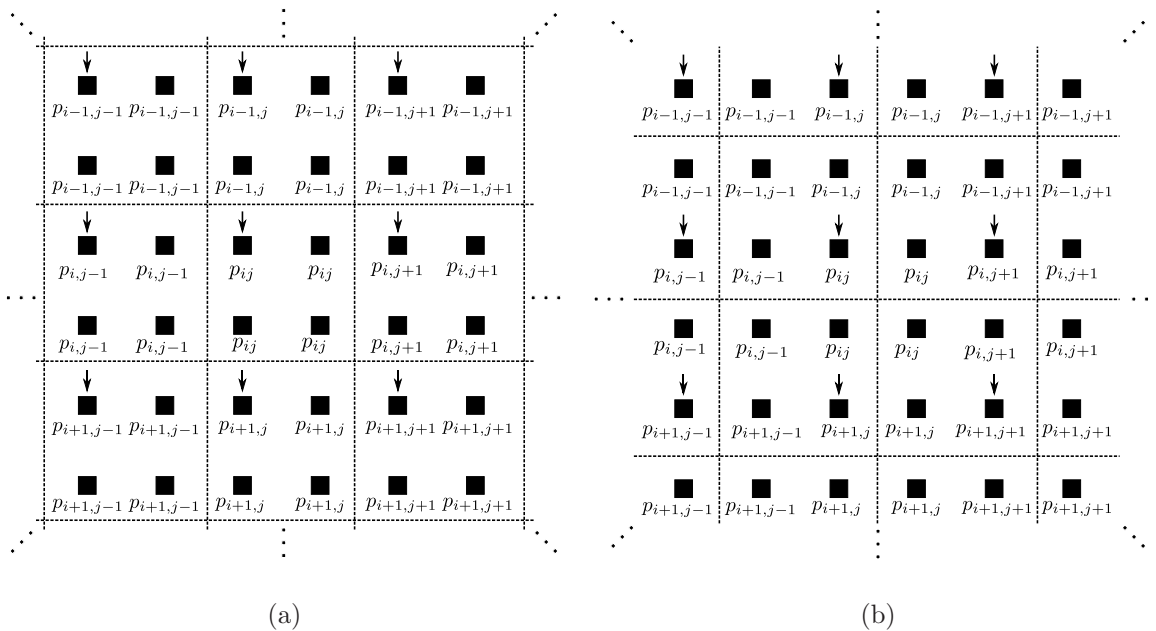 p_{i-1,j-1} p_{i-1,j-1} p_{i-1,j} p_{i-1,j} p_{i-1,j+1} p_{i-1,j+1}
p_{i-1,j-1} p_{i-1,j-1} p_{i-1,j} p_{i-1,j} p_{i-1,j+1} p_{i-1,j+1}
p_{i,j-1} p_{i,j-1} p_{ij} p_{ij} p_{i,j+1} p_{i,j+1}
p_{i,j-1} p_{i,j-1} p_{ij} p_{ij} p_{i,j+1} p_{i,j+1}
p_{i+1,j-1} p_{i+1,j-1} p_{i+1,j} p_{i+1,j} p_{i+1,j+1} p_{i+1,j+1}
p_{i+1,j-1} p_{i+1,j-1} p_{i+1,j} p_{i+1,j} p_{i+1,j+1} p_{i+1,j+1}
(a)
p_{i-1,j-1} p_{i-1,j-1} p_{i-1,j} p_{i-1,j} p_{i-1,j+1} p_{i-1,j+1}
p_{i-1,j-1} p_{i-1,j-1} p_{i-1,j} p_{i-1,j} p_{i-1,j+1} p_{i-1,j+1}
p_{i,j-1} p_{i,j-1} p_{ij} p_{ij} p_{i,j+1} p_{i,j+1}
p_{i,j-1} p_{i,j-1} p_{ij} p_{ij} p_{i,j+1} p_{i,j+1}
p_{i+1,j-1} p_{i+1,j-1} p_{i+1,j} p_{i+1,j} p_{i+1,j+1} p_{i+1,j+1}
p_{i+1,j-1} p_{i+1,j-1} p_{i+1,j} p_{i+1,j} p_{i+1,j+1} p_{i+1,j+1}
(b)